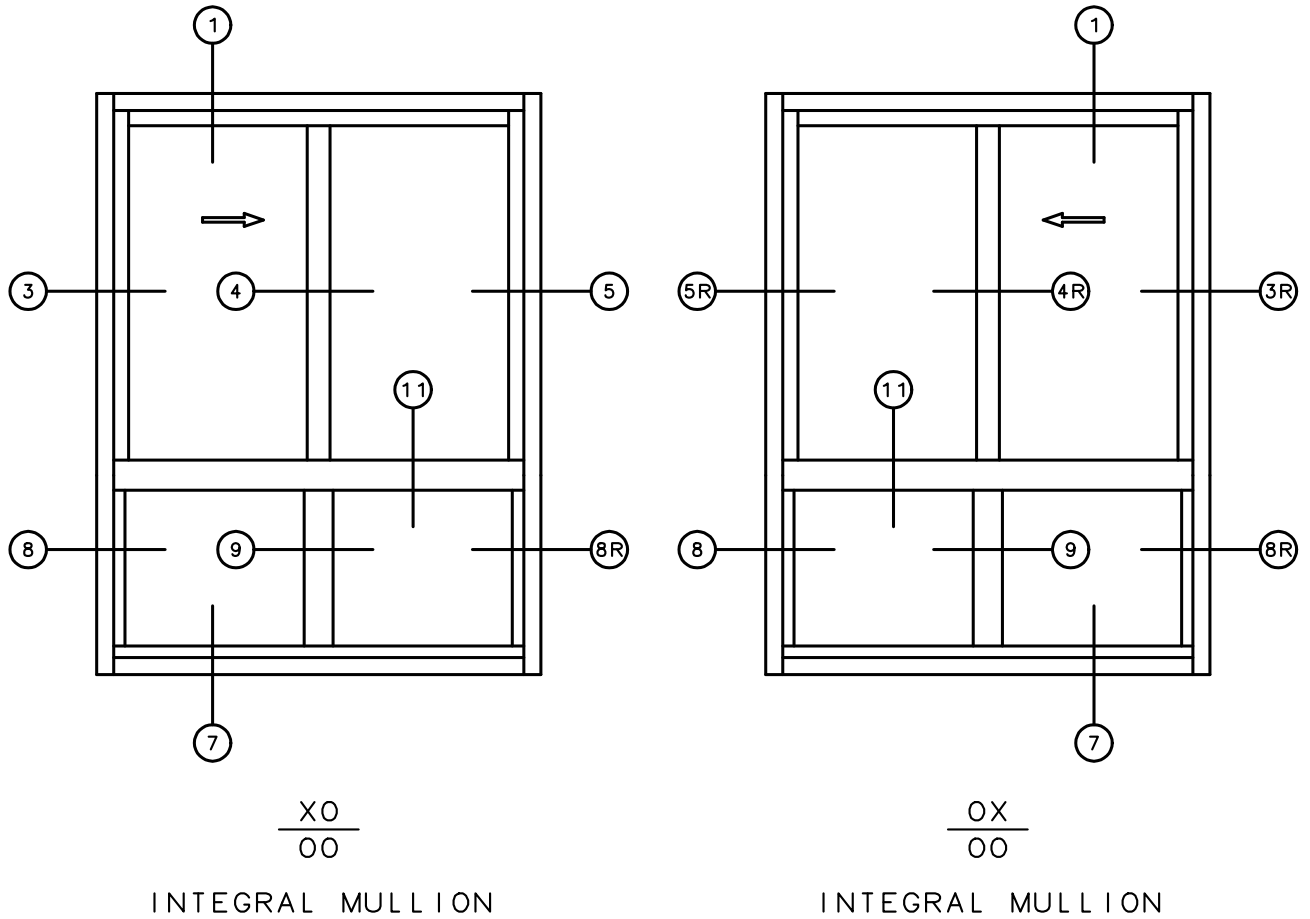 1 1
3 4 5 5R 4R 3R
11 11
8 9 8R 8 9 8R
7 7
XO OX
OO OO
INTEGRAL MULLION INTEGRAL MULLION